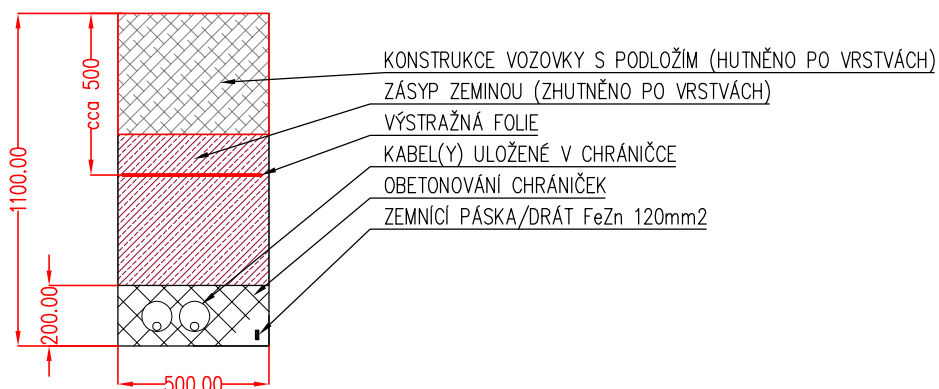 KONSTRUKCE VOZOVKY S PODLOŽÍM (HUTNĚNO PO VRSTVÁCH)
ZÁSYP ZEMINOU (ZHUTNĚNO PO VRSTVÁCH)
VÝSTRAŽNÁ FOLIE
KABEL(Y) ULOŽENÉ V CHRÁNIČCE
OBETONOVÁNÍ CHRÁNIČEK
ZEMNÍCÍ PÁSKA/DRÁT FeZn 120mm2
1100.00
cca 500
200.00
500.00